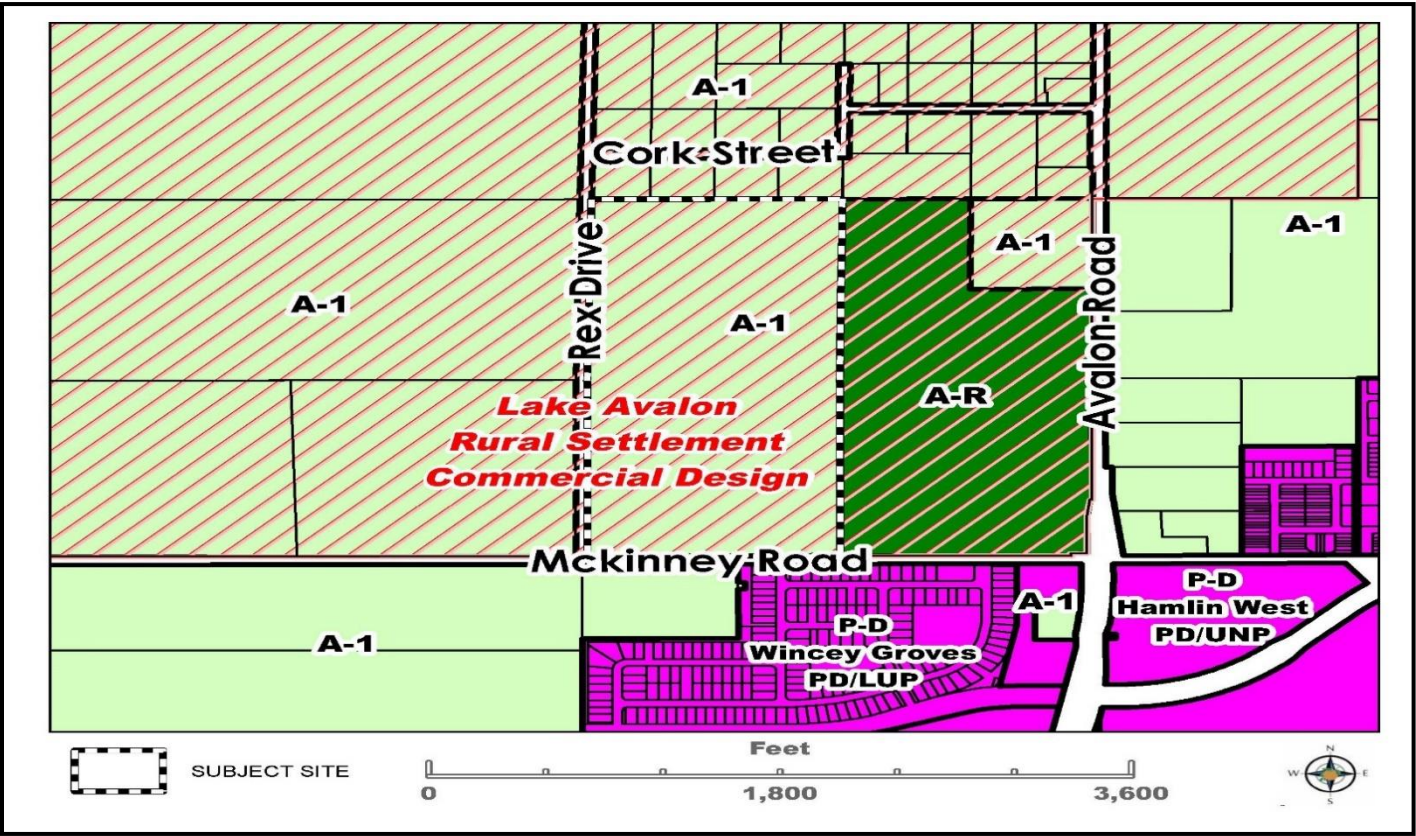 A-1
Cork Street
A-1
A-1
A-1
A-1
Rex Drive
Avalon Road
A-R
Lake Avalon
Rural Settlement
Commercial Design
Mckinney Road
P-D
Hamlin West
PD/UNP
A-1
P-D
Wincey Groves
PD/LUP
A-1
Feet
SUBJECT SITE
0
1,800
3,600
N
W
E
S